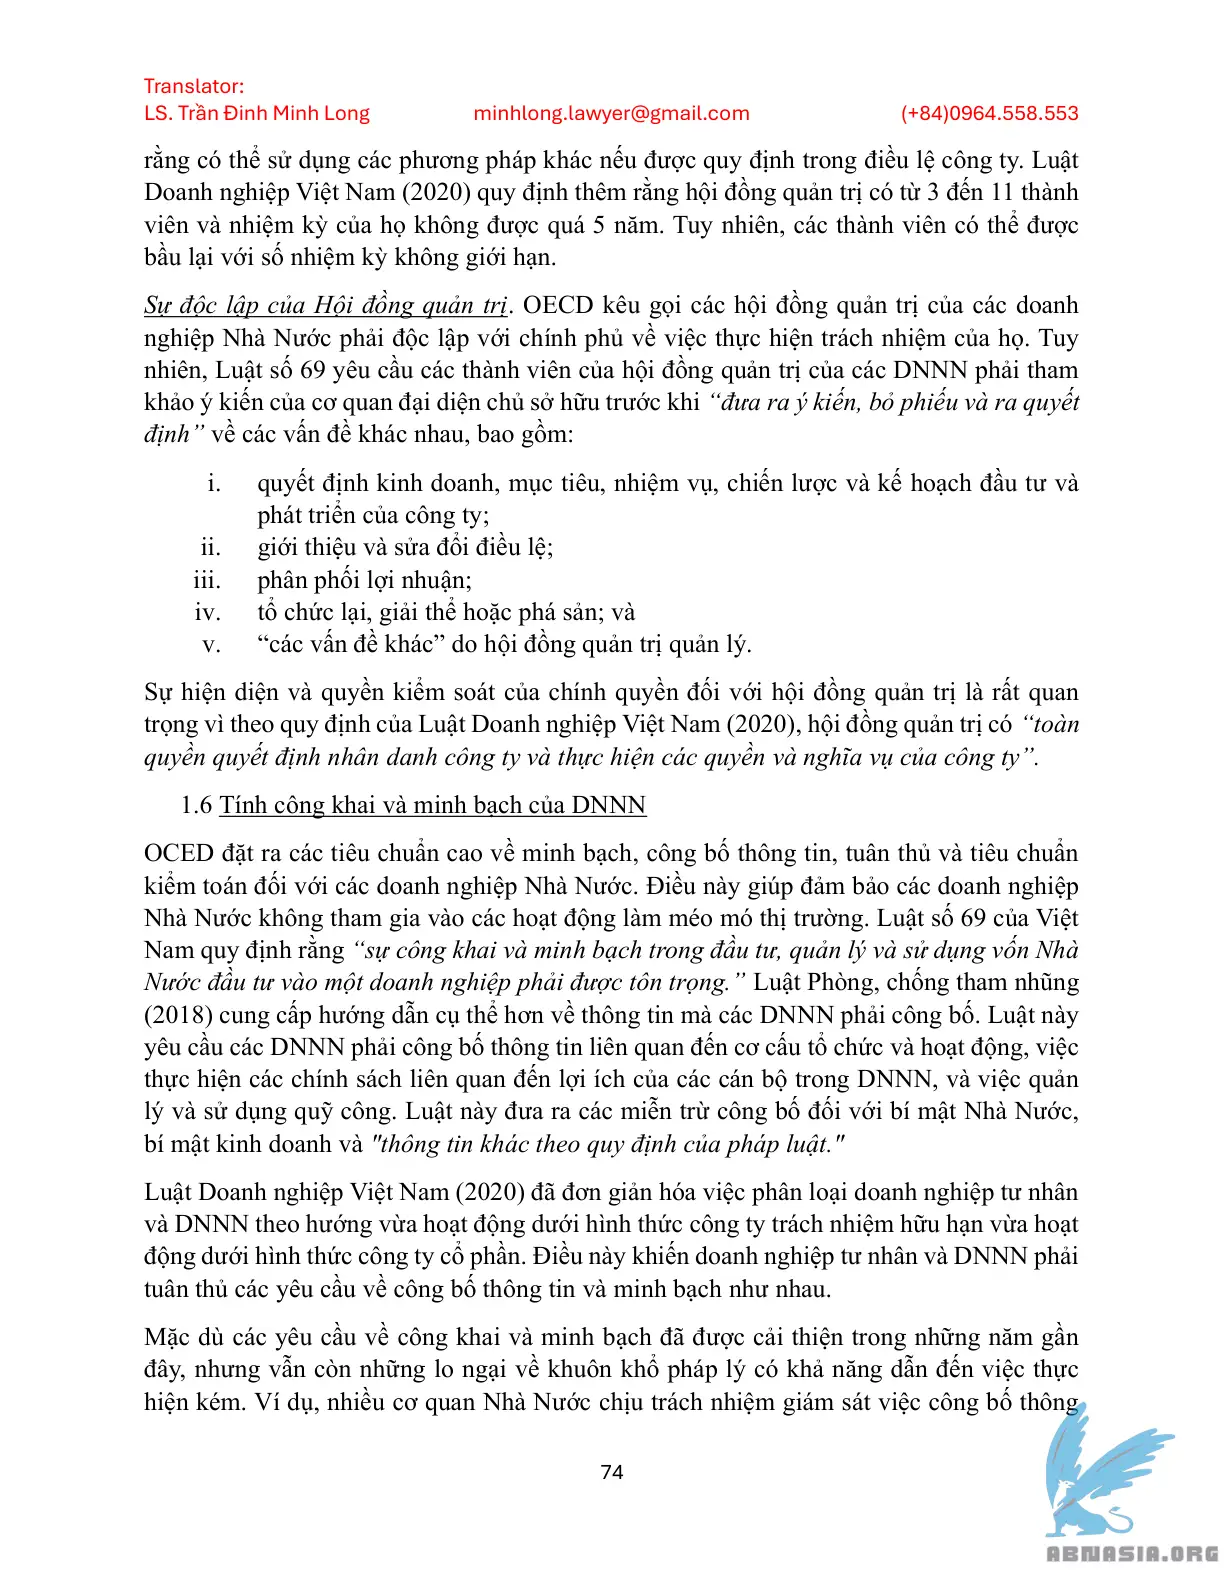 Translator:
LS. Trần Đinh Minh Long minhlong.lawyer@gmail.com (+84)0964.558.553
rằng có thể sử dụng các phương pháp khác nếu được quy định trong điều lệ công ty. Luật
Doanh nghiệp Việt Nam (2020) quy định thêm rằng hội đồng quản trị có từ 3 đến 11 thành
viên và nhiệm kỳ của họ không được quá 5 năm. Tuy nhiên, các thành viên có thể được
bầu lại với số nhiệm kỳ không giới hạn.
Sự độc lập của Hội đồng quản trị. OECD kêu gọi các hội đồng quản trị của các doanh
nghiệp Nhà Nước phải độc lập với chính phủ về việc thực hiện trách nhiệm của họ. Tuy
nhiên, Luật số 69 yêu cầu các thành viên của hội đồng quản trị của các DNNN phải tham
khảo ý kiến của cơ quan đại diện chủ sở hữu trước khi “đưa ra ý kiến, bỏ phiếu và ra quyết
định” về các vấn đề khác nhau, bao gồm:
i. quyết định kinh doanh, mục tiêu, nhiệm vụ, chiến lược và kế hoạch đầu tư và
phát triển của công ty;
ii. giới thiệu và sửa đổi điều lệ;
iii. phân phối lợi nhuận;
iv. tổ chức lại, giải thể hoặc phá sản; và
v. “các vấn đề khác” do hội đồng quản trị quản lý.
Sự hiện diện và quyền kiểm soát của chính quyền đối với hội đồng quản trị là rất quan
trọng vì theo quy định của Luật Doanh nghiệp Việt Nam (2020), hội đồng quản trị có “toàn
quyền quyết định nhân danh công ty và thực hiện các quyền và nghĩa vụ của công ty”.
1.6 Tính công khai và minh bạch của DNNN
OCED đặt ra các tiêu chuẩn cao về minh bạch, công bố thông tin, tuân thủ và tiêu chuẩn
kiểm toán đối với các doanh nghiệp Nhà Nước. Điều này giúp đảm bảo các doanh nghiệp
Nhà Nước không tham gia vào các hoạt động làm méo mó thị trường. Luật số 69 của Việt
Nam quy định rằng “sự công khai và minh bạch trong đầu tư, quản lý và sử dụng vốn Nhà
Nước đầu tư vào một doanh nghiệp phải được tôn trọng.” Luật Phòng, chống tham nhũng
(2018) cung cấp hướng dẫn cụ thể hơn về thông tin mà các DNNN phải công bố. Luật này
yêu cầu các DNNN phải công bố thông tin liên quan đến cơ cấu tổ chức và hoạt động, việc
thực hiện các chính sách liên quan đến lợi ích của các cán bộ trong DNNN, và việc quản
lý và sử dụng quỹ công. Luật này đưa ra các miễn trừ công bố đối với bí mật Nhà Nước,
bí mật kinh doanh và "thông tin khác theo quy định của pháp luật."
Luật Doanh nghiệp Việt Nam (2020) đã đơn giản hóa việc phân loại doanh nghiệp tư nhân
và DNNN theo hướng vừa hoạt động dưới hình thức công ty trách nhiệm hữu hạn vừa hoạt
động dưới hình thức công ty cổ phần. Điều này khiến doanh nghiệp tư nhân và DNNN phải
tuân thủ các yêu cầu về công bố thông tin và minh bạch như nhau.
Mặc dù các yêu cầu về công khai và minh bạch đã được cải thiện trong những năm gần
đây, nhưng vẫn còn những lo ngại về khuôn khổ pháp lý có khả năng dẫn đến việc thực
hiện kém. Ví dụ, nhiều cơ quan Nhà Nước chịu trách nhiệm giám sát việc công bố thông
74
ABNASIA.ORG